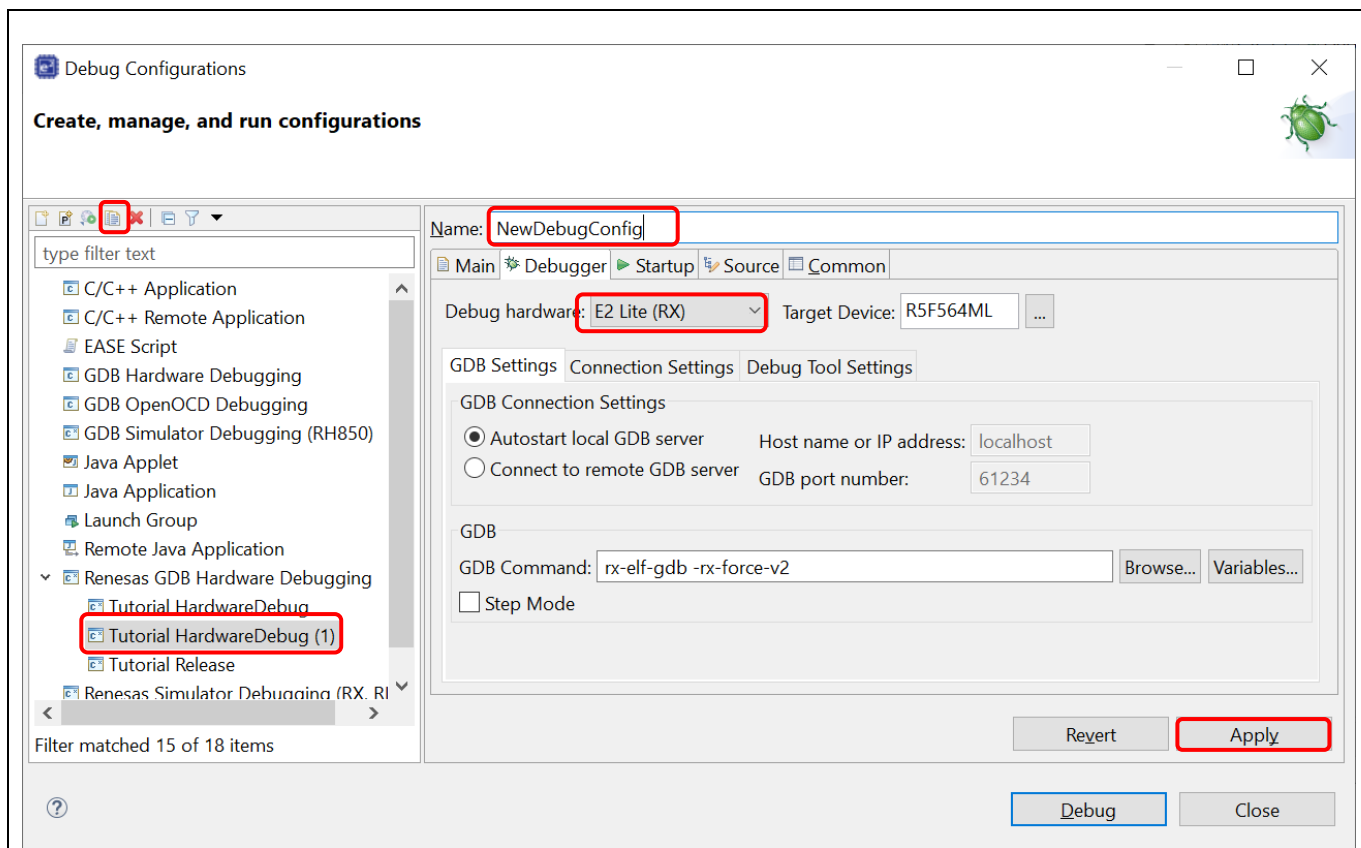 Debug Configurations
Create, manage, and run configurations
type filter text
C/C++ Application
C/C++ Remote Application
EASE Script
GDB Hardware Debugging
GDB OpenOCD Debugging
GDB Simulator Debugging (RH850)
Java Applet
Java Application
Launch Group
Remote Java Application
Renesas GDB Hardware Debugging
Tutorial HardwareDebug
Tutorial HardwareDebug (1)
Tutorial Release
Renesas Simulator Debugging (RX, RL
Filter matched 15 of 18 items
Name: NewDebugConfig
Main Debugger Startup Source Common
Debug hardware: E2 Lite (RX) Target Device: R5F564ML ...
GDB Settings Connection Settings Debug Tool Settings
GDB Connection Settings
Autostart local GDB server Host name or IP address: localhost
Connect to remote GDB server GDB port number: 61234
GDB
GDB Command: rx-elf-gdb -rx-force-v2 Browse... Variables...
Step Mode
Revert Apply
Debug Close